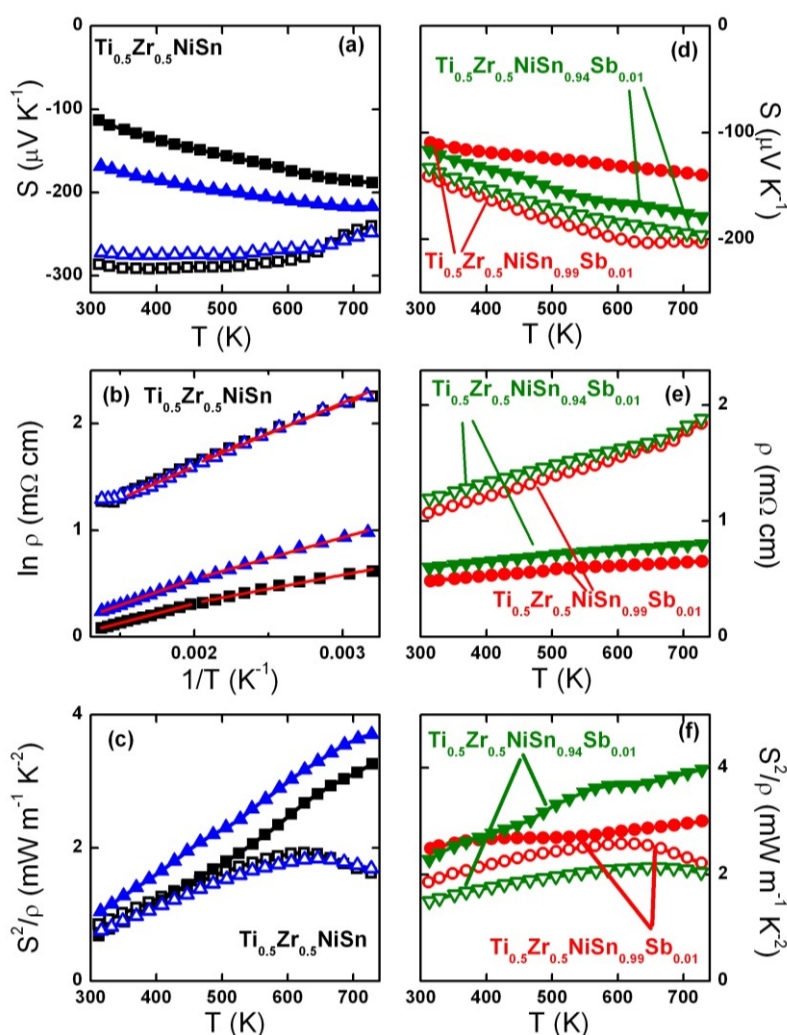 0
-100
-200
-300
S (μV K⁻¹)
Ti₀.₅Zr₀.₅NiSn
(a)
300 400 500 600 700
T (K)
0
-100
-200
S (μV K⁻¹)
(d)
Ti₀.₅Zr₀.₅NiSn₀.₉₄Sb₀.₀₁
Ti₀.₅Zr₀.₅NiSn₀.₉₉Sb₀.₀₁
300 400 500 600 700
T (K)
2
1
0
ln ρ (mΩ cm)
(b)
Ti₀.₅Zr₀.₅NiSn
0.002 0.003
1/T (K⁻¹)
2
1
0
ρ (mΩ cm)
Ti₀.₅Zr₀.₅NiSn₀.₉₄Sb₀.₀₁
(e)
Ti₀.₅Zr₀.₅NiSn₀.₉₉Sb₀.₀₁
300 400 500 600 700
T (K)
4
2
0
S²/ρ (mW m⁻¹ K⁻²)
(c)
Ti₀.₅Zr₀.₅NiSn
300 400 500 600 700
T (K)
4
2
0
S²/ρ (mW m⁻¹ K⁻²)
Ti₀.₅Zr₀.₅NiSn₀.₉₄Sb₀.₀₁
(f)
Ti₀.₅Zr₀.₅NiSn₀.₉₉Sb₀.₀₁
300 400 500 600 700
T (K)